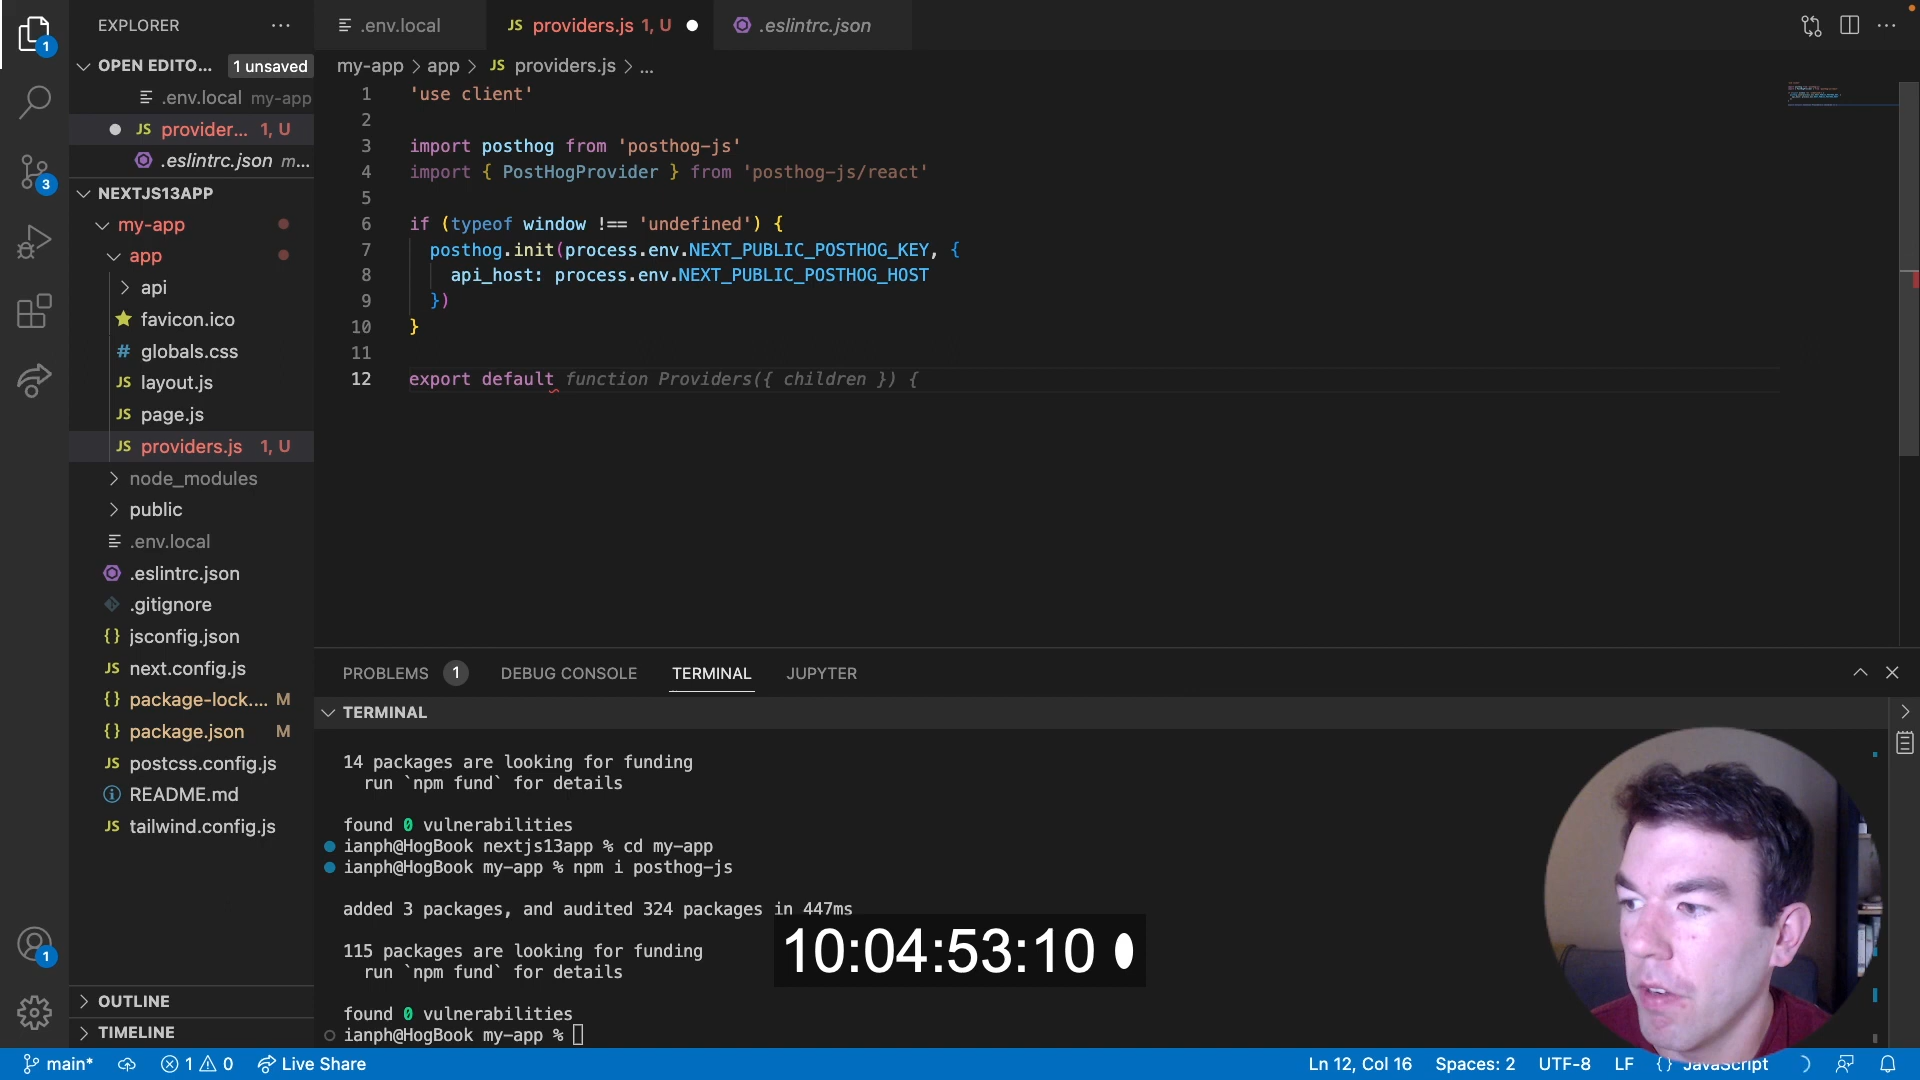 EXPLORER
OPEN EDITO... 1 unsaved
.env.local my-app
JS provider... 1, U
.eslintrc.json m...
NEXTJS13APP
my-app
app
api
favicon.ico
# globals.css
JS layout.js
JS page.js
JS providers.js 1, U
node_modules
public
.env.local
.eslintrc.json
.gitignore
{} jsconfig.json
JS next.config.js
{} package-lock.... M
{} package.json M
JS postcss.config.js
README.md
JS tailwind.config.js
OUTLINE
TIMELINE
1
3
1
.env.local
JS providers.js 1, U
.eslintrc.json
my-app > app > JS providers.js > ...
1 'use client'
2
3 import posthog from 'posthog-js'
4 import { PostHogProvider } from 'posthog-js/react'
5
6 if (typeof window !== 'undefined') {
7 posthog.init(process.env.NEXT_PUBLIC_POSTHOG_KEY, {
8 api_host: process.env.NEXT_PUBLIC_POSTHOG_HOST
9 })
10 }
11
12 export default function Providers({ children }) {
PROBLEMS 1 DEBUG CONSOLE TERMINAL JUPYTER
TERMINAL
14 packages are looking for funding
run `npm fund` for details
found 0 vulnerabilities
ianph@HogBook nextjs13app % cd my-app
ianph@HogBook my-app % npm i posthog-js
added 3 packages, and audited 324 packages in 447ms
115 packages are looking for funding
run `npm fund` for details
found 0 vulnerabilities
ianph@HogBook my-app %
10:04:53:10
main* 1 0 Live Share
Ln 12, Col 16 Spaces: 2 UTF-8 LF {} JavaScript